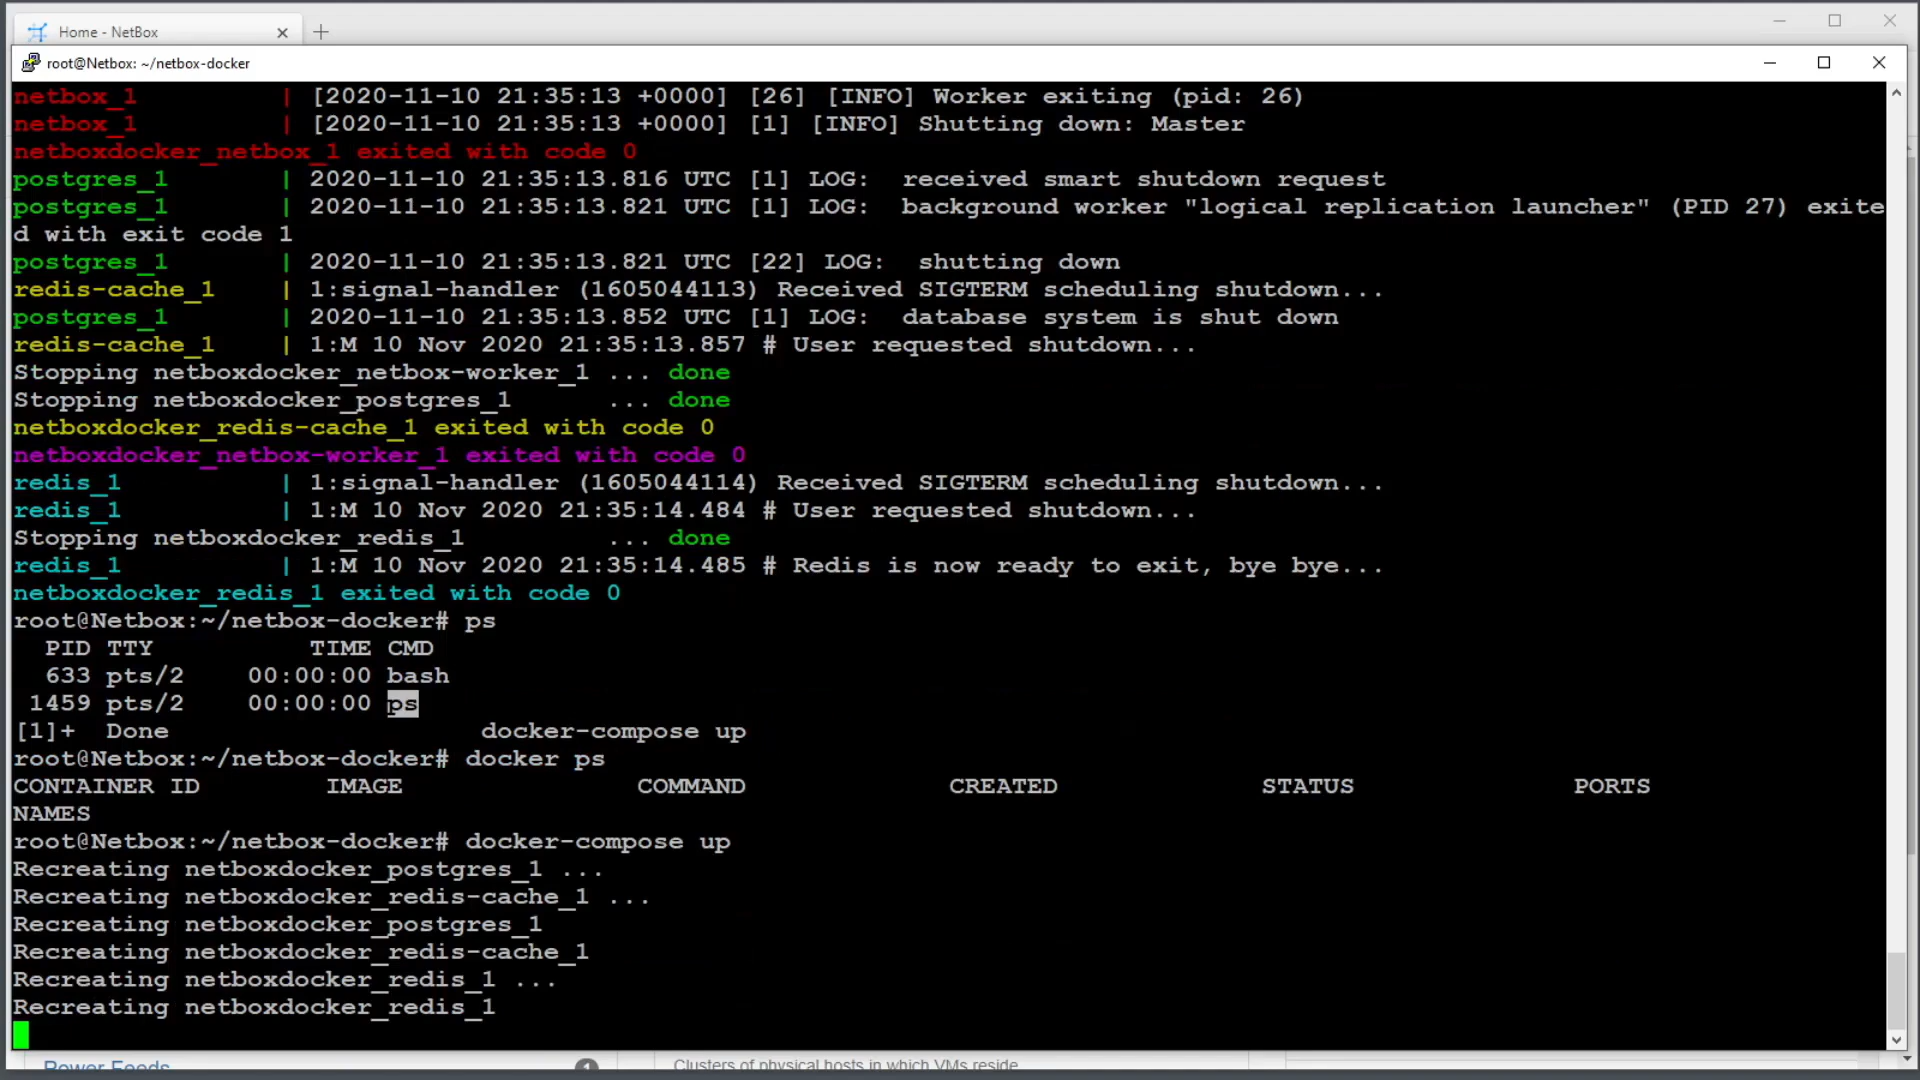 Home - NetBox
root@Netbox: ~/netbox-docker
netbox_1 | [2020-11-10 21:35:13 +0000] [26] [INFO] Worker exiting (pid: 26)
netbox_1 | [2020-11-10 21:35:13 +0000] [1] [INFO] Shutting down: Master
netboxdocker_netbox_1 exited with code 0
postgres_1 | 2020-11-10 21:35:13.816 UTC [1] LOG: received smart shutdown request
postgres_1 | 2020-11-10 21:35:13.821 UTC [1] LOG: background worker "logical replication launcher" (PID 27) exite
d with exit code 1
postgres_1 | 2020-11-10 21:35:13.821 UTC [22] LOG: shutting down
redis-cache_1 | 1:signal-handler (1605044113) Received SIGTERM scheduling shutdown...
postgres_1 | 2020-11-10 21:35:13.852 UTC [1] LOG: database system is shut down
redis-cache_1 | 1:M 10 Nov 2020 21:35:13.857 # User requested shutdown...
Stopping netboxdocker_netbox-worker_1 ... done
Stopping netboxdocker_postgres_1 ... done
netboxdocker_redis-cache_1 exited with code 0
netboxdocker_netbox-worker_1 exited with code 0
redis_1 | 1:signal-handler (1605044114) Received SIGTERM scheduling shutdown...
redis_1 | 1:M 10 Nov 2020 21:35:14.484 # User requested shutdown...
Stopping netboxdocker_redis_1 ... done
redis_1 | 1:M 10 Nov 2020 21:35:14.485 # Redis is now ready to exit, bye bye...
netboxdocker_redis_1 exited with code 0
root@Netbox:~/netbox-docker# ps
PID TTY TIME CMD
633 pts/2 00:00:00 bash
1459 pts/2 00:00:00 ps
[1]+ Done docker-compose up
root@Netbox:~/netbox-docker# docker ps
CONTAINER ID IMAGE COMMAND CREATED STATUS PORTS
NAMES
root@Netbox:~/netbox-docker# docker-compose up
Recreating netboxdocker_postgres_1 ...
Recreating netboxdocker_redis-cache_1 ...
Recreating netboxdocker_postgres_1
Recreating netboxdocker_redis-cache_1
Recreating netboxdocker_redis_1 ...
Recreating netboxdocker_redis_1
Power Feeds Clusters of physical hosts in which VMs reside